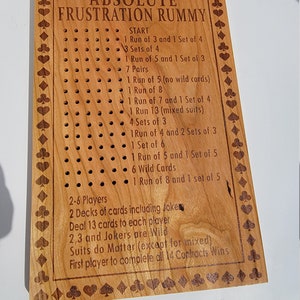 ABSOLUTE
FRUSTRATION RUMMY
START
1 Run of 3 and 1 Set of 4
3 Sets of 4
1 Run of 5 and 1 Set of 3
7 Pairs
1 Run of 5 (no wild cards)
1 Run of 8
1 Run of 7 and 1 Set of 4
1 Run 13 (mixed suits)
4 Sets of 3
1 Run of 4 and 2 Sets of 3
1 Set of 6
1 Run of 5 and 1 Set of 5
6 Wild Cards
1 Run of 8 and 1 set of 5
2-6 Players
2 Decks of cards including Jokers
Deal 13 cards to each player
2,3 and Jokers are Wild
Suits do Matter (except for mixed)
First player to complete all 14 Contracts Wins